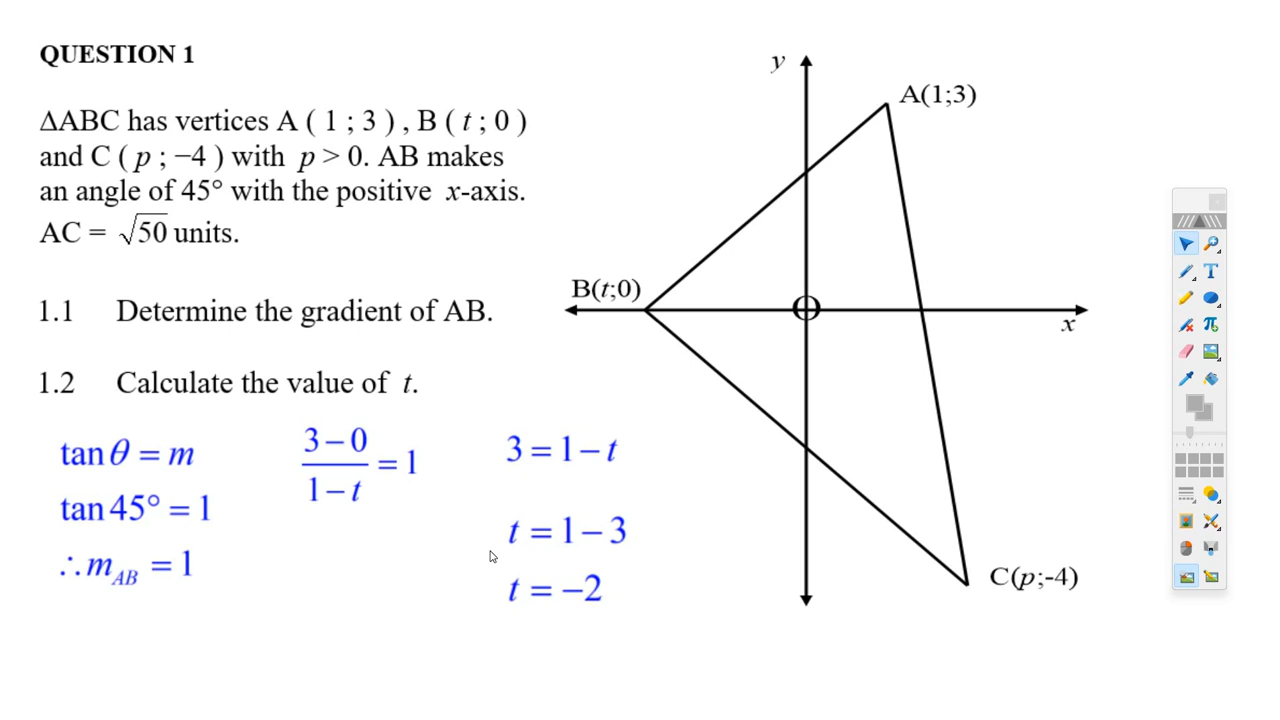 QUESTION 1
ΔABC has vertices A ( 1 ; 3 ) , B ( t ; 0 )
and C ( p ; −4 ) with p > 0. AB makes
an angle of 45° with the positive x-axis.
AC = √50 units.
1.1 Determine the gradient of AB.
1.2 Calculate the value of t.
tan θ = m
tan 45° = 1
∴ m_AB = 1
(3 − 0)/(1 − t) = 1
3 = 1 − t
t = 1 − 3
t = −2
y
A(1;3)
B(t;0)
O
x
C(p;-4)